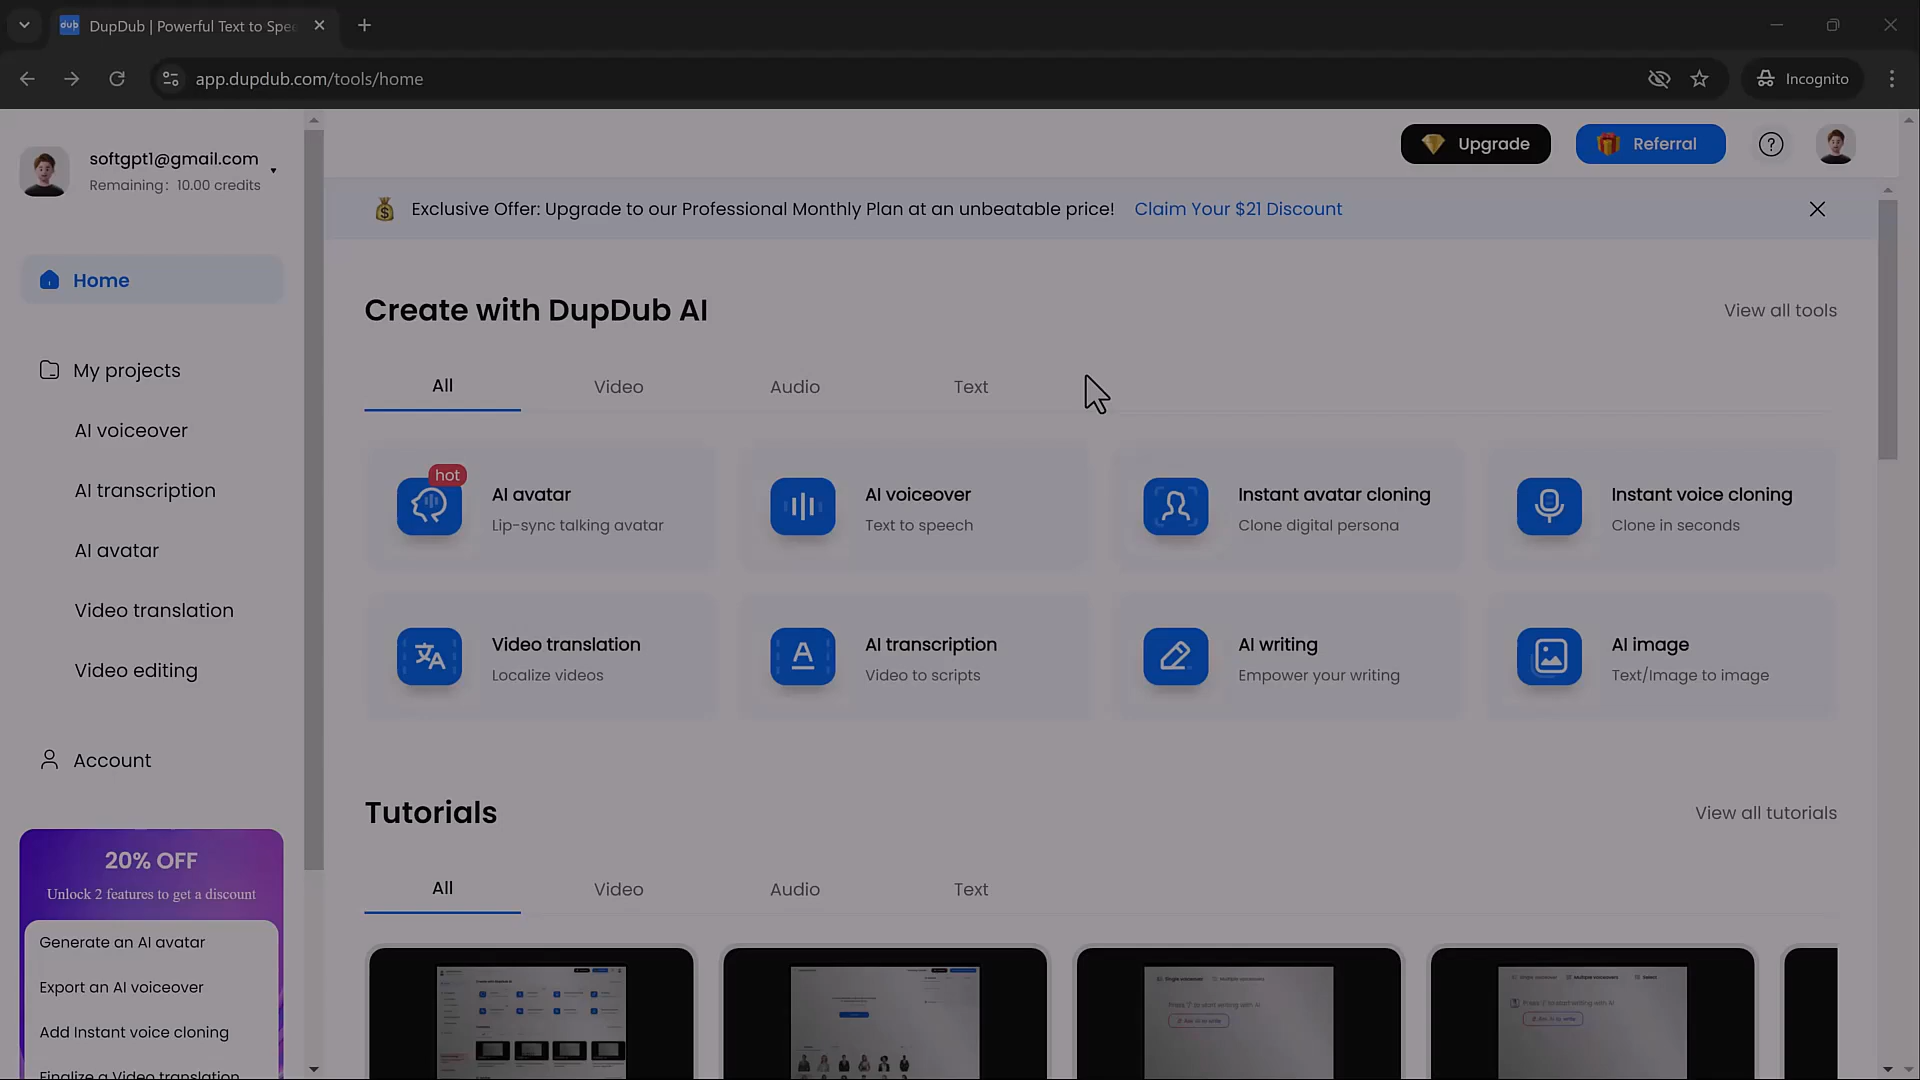 DupDub | Powerful Text to Spee
app.dupdub.com/tools/home
Incognito
softgpt1@gmail.com
Remaining: 10.00 credits
Upgrade
Referral
Exclusive Offer: Upgrade to our Professional Monthly Plan at an unbeatable price! Claim Your $21 Discount
Home
My projects
AI voiceover
AI transcription
AI avatar
Video translation
Video editing
Account
20% OFF
Unlock 2 features to get a discount
Generate an AI avatar
Export an AI voiceover
Add Instant voice cloning
Finalize a Video translation
Create with DupDub AI
View all tools
All Video Audio Text
hot
AI avatar
Lip-sync talking avatar
AI voiceover
Text to speech
Instant avatar cloning
Clone digital persona
Instant voice cloning
Clone in seconds
Video translation
Localize videos
AI transcription
Video to scripts
AI writing
Empower your writing
AI image
Text/Image to image
Tutorials
View all tutorials
All Video Audio Text